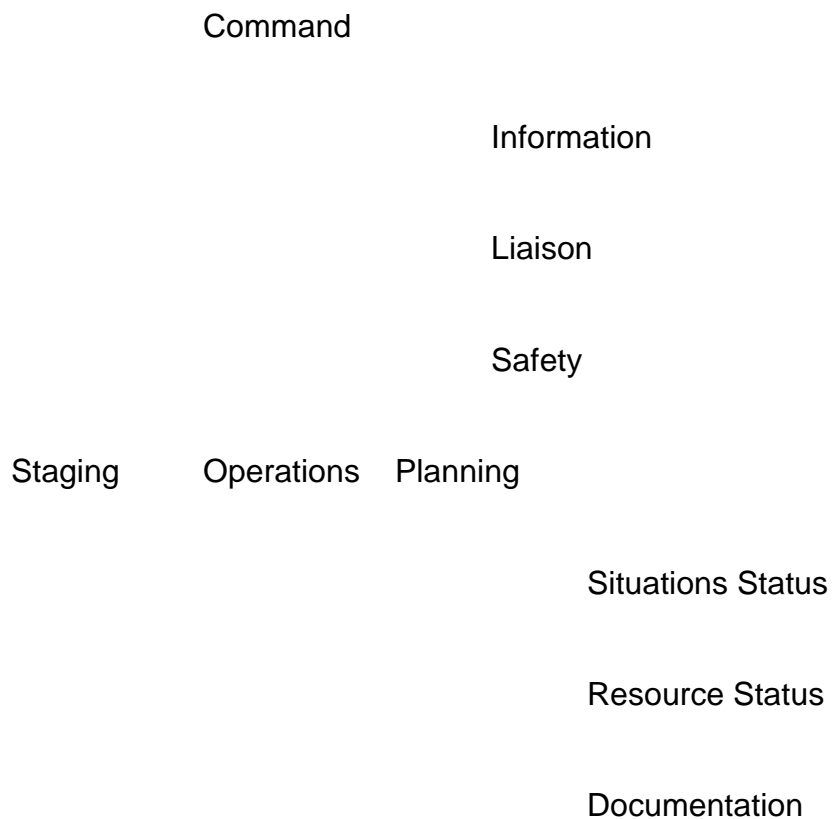 Command
Information
Liaison
Safety
Staging Operations Planning
Situations Status
Resource Status
Documentation